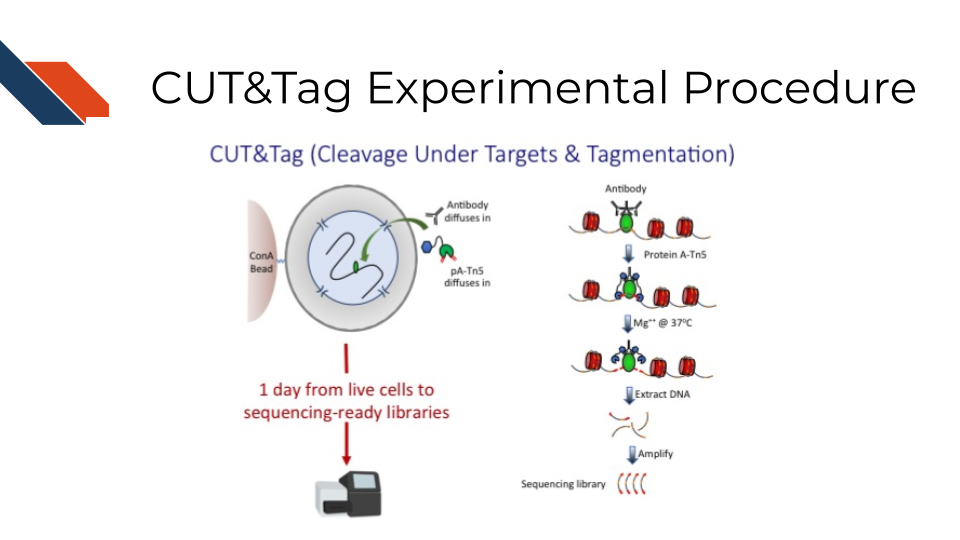 CUT&Tag Experimental Procedure
CUT&Tag (Cleavage Under Targets & Tagmentation)
ConA
Bead
Antibody
diffuses in
pA-Tn5
diffuses in
1 day from live cells to
sequencing-ready libraries
Antibody
Protein A-Tn5
Mg⁺⁺ @ 37⁰C
Extract DNA
Amplify
Sequencing library